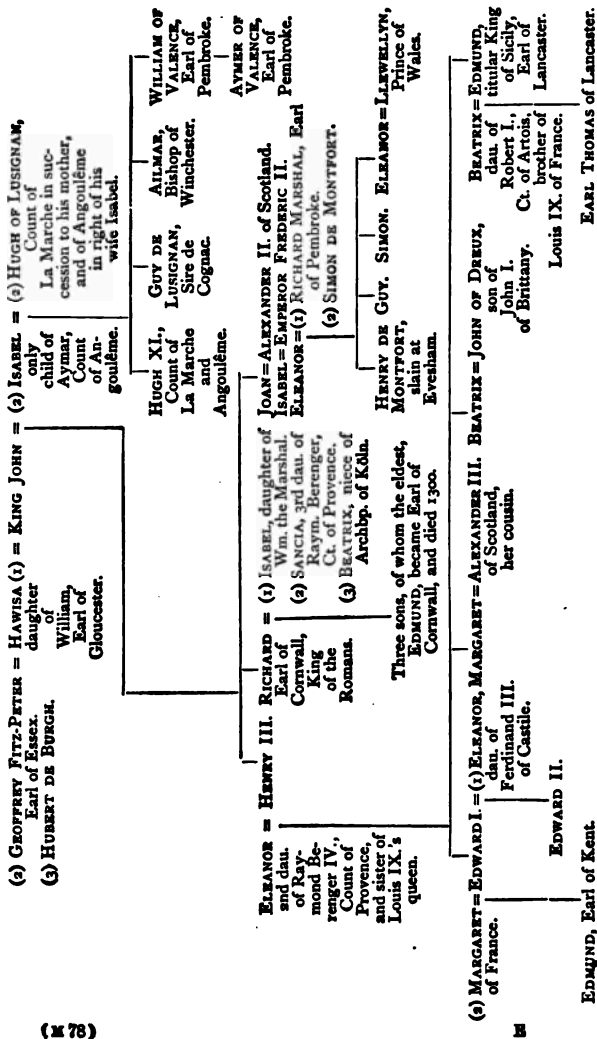 (2) GEOFFREY FITZ-PETER = HAWISA (1) = KING JOHN = (2) ISABEL = (2) HUGH OF LUSIGNAN,
Earl of Essex.
(3) HUBERT DE BURGH.
daughter
of
William,
Earl of
Gloucester.
only
child of
Aymar,
Count
of An-
goulême.
Count of
La Marche in suc-
cession to his mother,
and of Angoulême
in right of his
wife Isabel.
HUGH XI.,
Count of
La Marche
and
Angoulême.
GUY DE
LUSIGNAN,
Sire de
Cognac.
AILMAR,
Bishop of
Winchester.
WILLIAM OF
VALENCE,
Earl of
Pembroke.
AYMER OF
VALENCE,
Earl of
Pembroke.
ELEANOR = HENRY III.
2nd dau.
of Ray-
mond Be-
renger IV.,
Count of
Provence,
and sister of
Louis IX.'s
queen.
RICHARD = (1) ISABEL, daughter of
Earl of
Cornwall,
King
of the
Romans.
Wm. the Marshal.
(2) SANCIA, 3rd dau. of
Raym. Berenger,
Ct. of Provence.
(3) BEATRIX, niece of
Archbp. of Köln.
Three sons, of whom the eldest,
EDMUND, became Earl of
Cornwall, and died 1300.
JOAN=ALEXANDER II. of Scotland.
ISABEL=EMPEROR FREDERIC II.
ELEANOR=(1) RICHARD MARSHAL, Earl
of Pembroke.
(2) SIMON DE MONTFORT.
HENRY DE
MONTFORT,
slain at
Evesham.
GUY.
SIMON.
ELEANOR=LLEWELLYN,
Prince of
Wales.
(2) MARGARET=EDWARD I.=(1) ELEANOR,
of France.
dau. of
Ferdinand III.
of Castile.
MARGARET=ALEXANDER III.
of Scotland,
her cousin.
BEATRIX=JOHN OF DREUX,
son of
John I.
of Brittany.
BEATRIX=EDMUND,
dau. of
Robert I.,
Ct. of Artois,
brother of
Louis IX. of France.
titular King
of Sicily,
Earl of
Lancaster.
EDWARD II.
EDMUND, Earl of Kent.
EARL THOMAS of Lancaster.
(M 78)
E